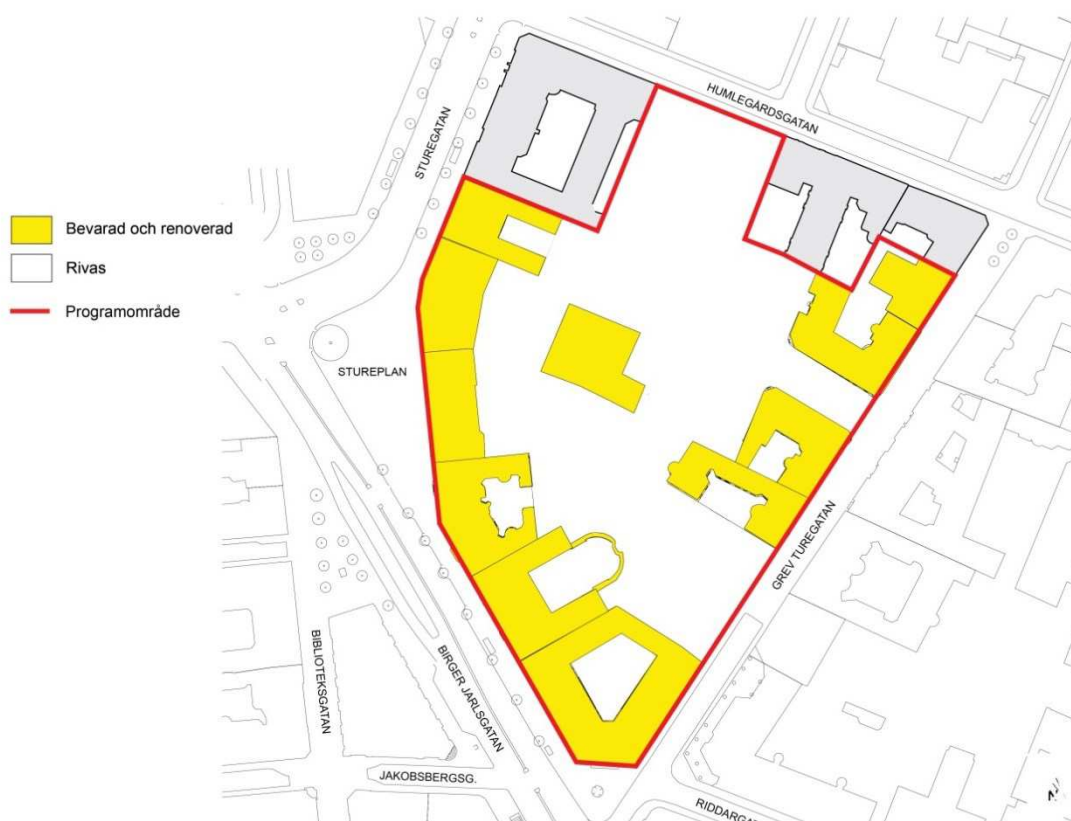 HUMLEGÅRDSGATAN
STUREGATAN
Bevarad och renoverad
Rivas
Programområde
STUREPLAN
GREV TUREGATAN
BIBLIOTEKSGATAN
BIRGER JARLSGATAN
JAKOBSBERGSG.